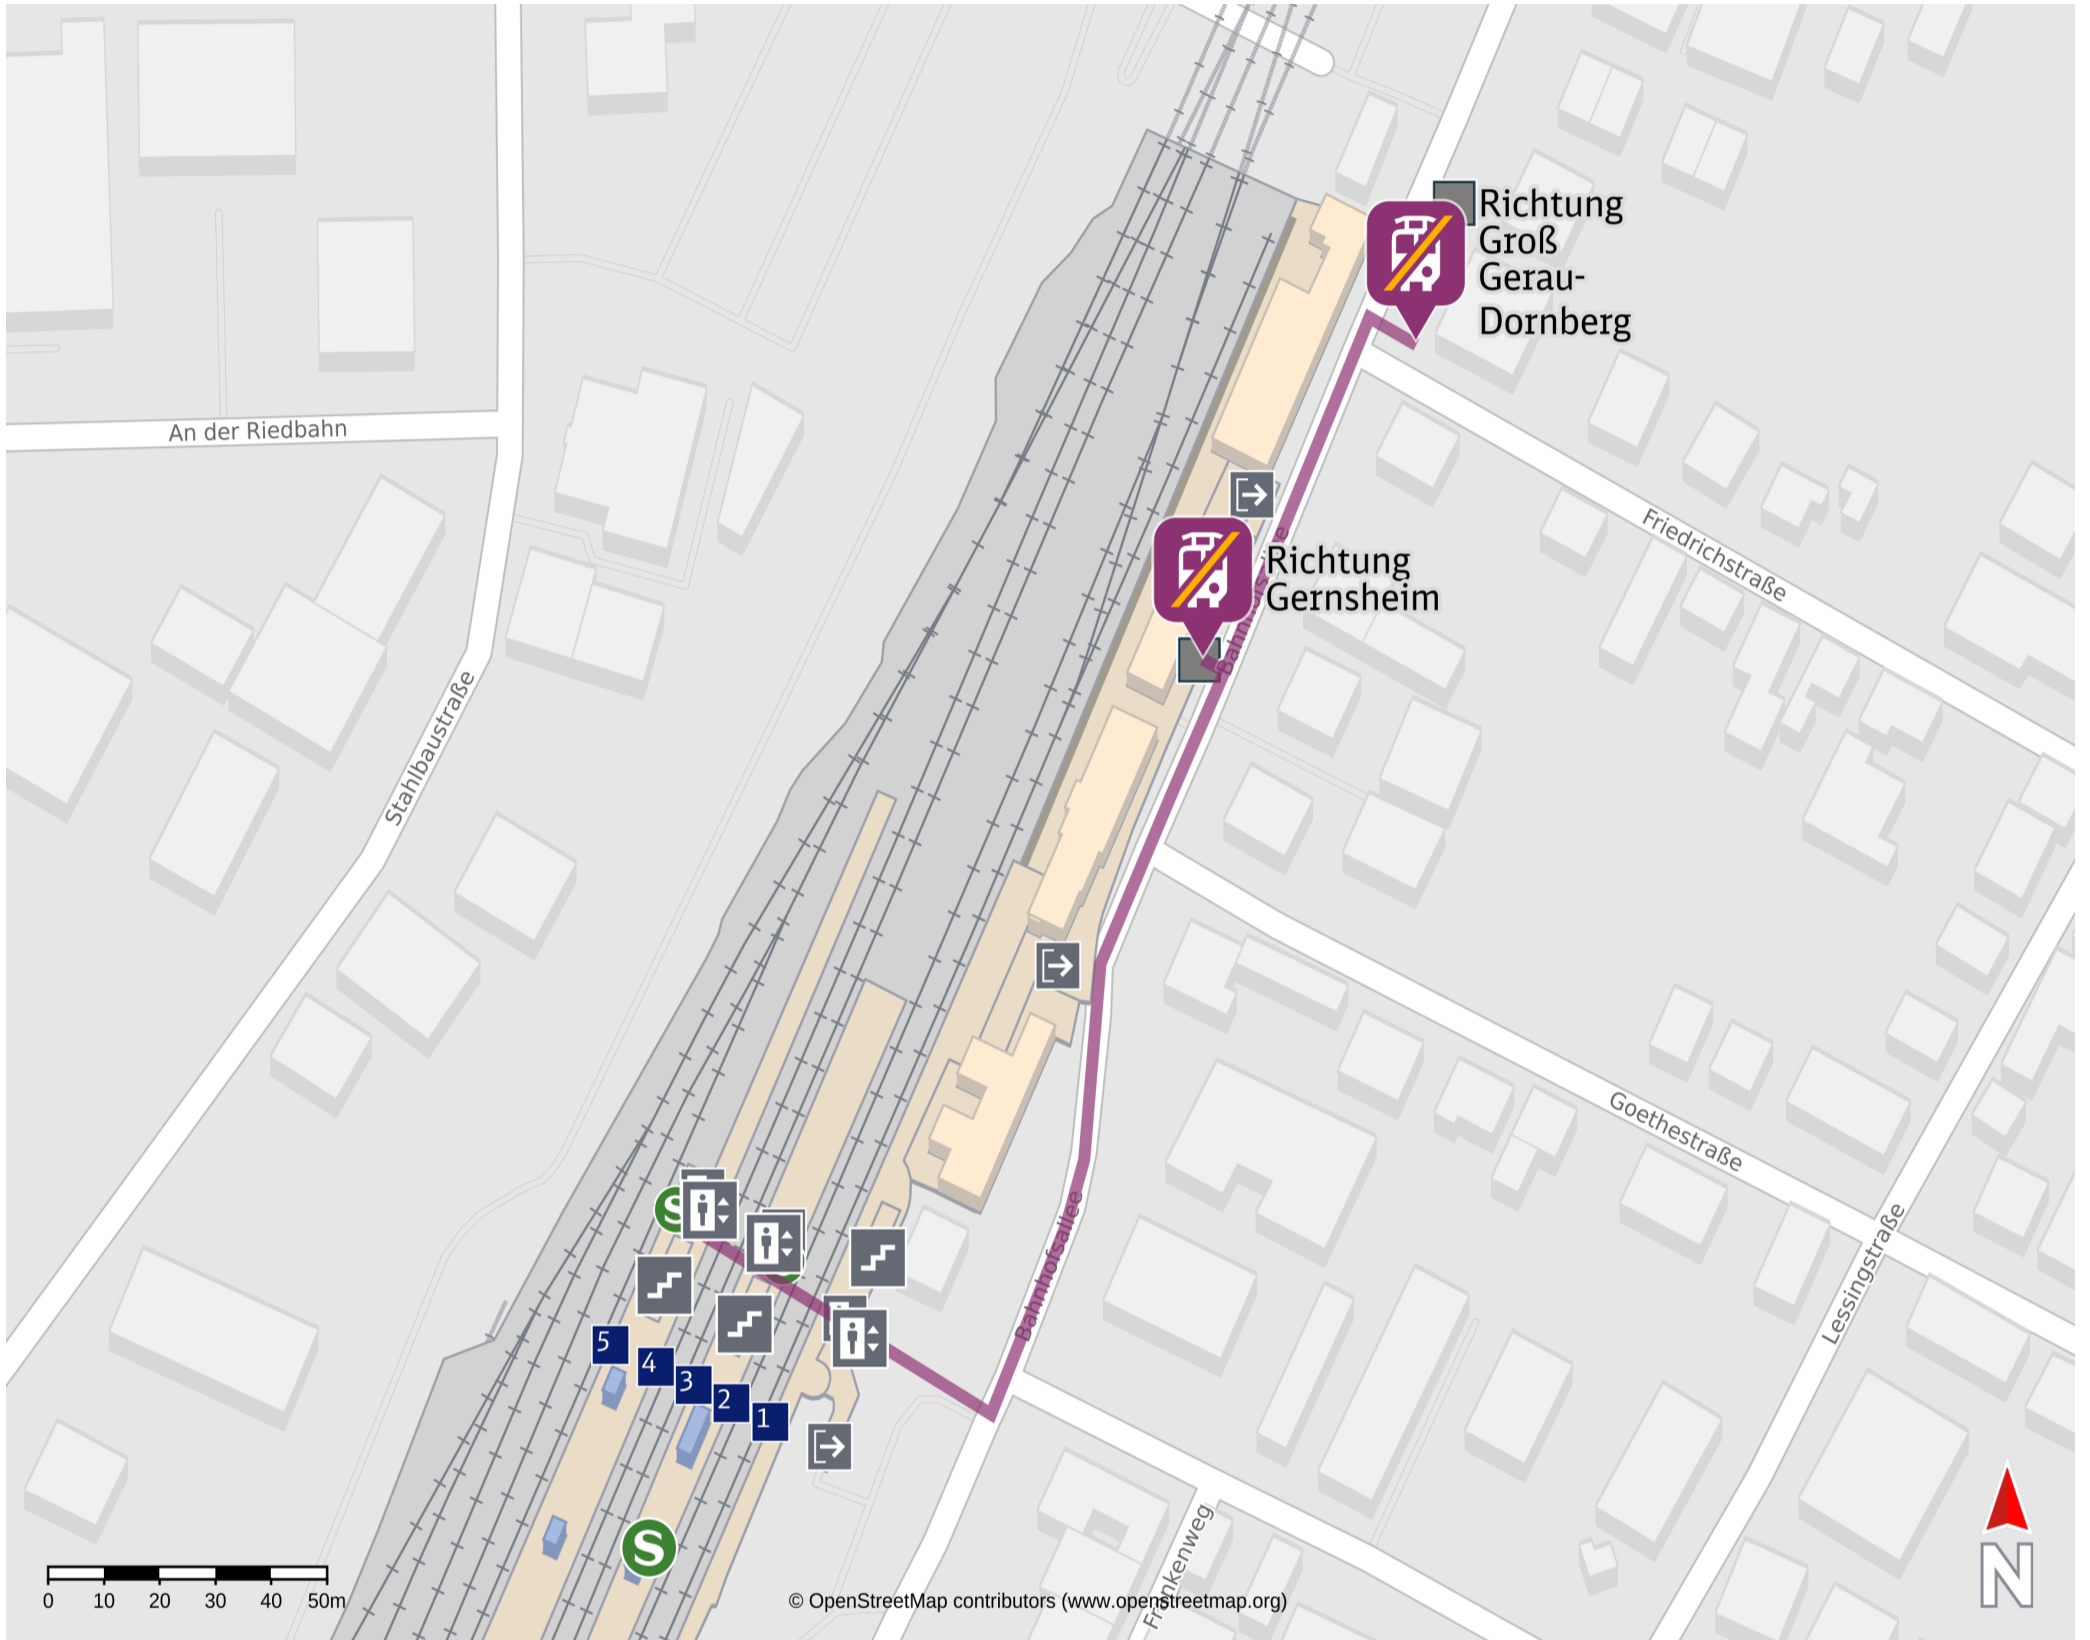 Richtung
Groß
Gerau-
Dornberg
An der Riedbahn
Friedrichstraße
Richtung
Gernsheim
Stahlbaustraße
Goethestraße
Lessingstraße
S
Bahnhofsallee
5
4
3
2
1
S
Frankenweg
N
0 10 20 30 40 50m
© OpenStreetMap contributors (www.openstreetmap.org)